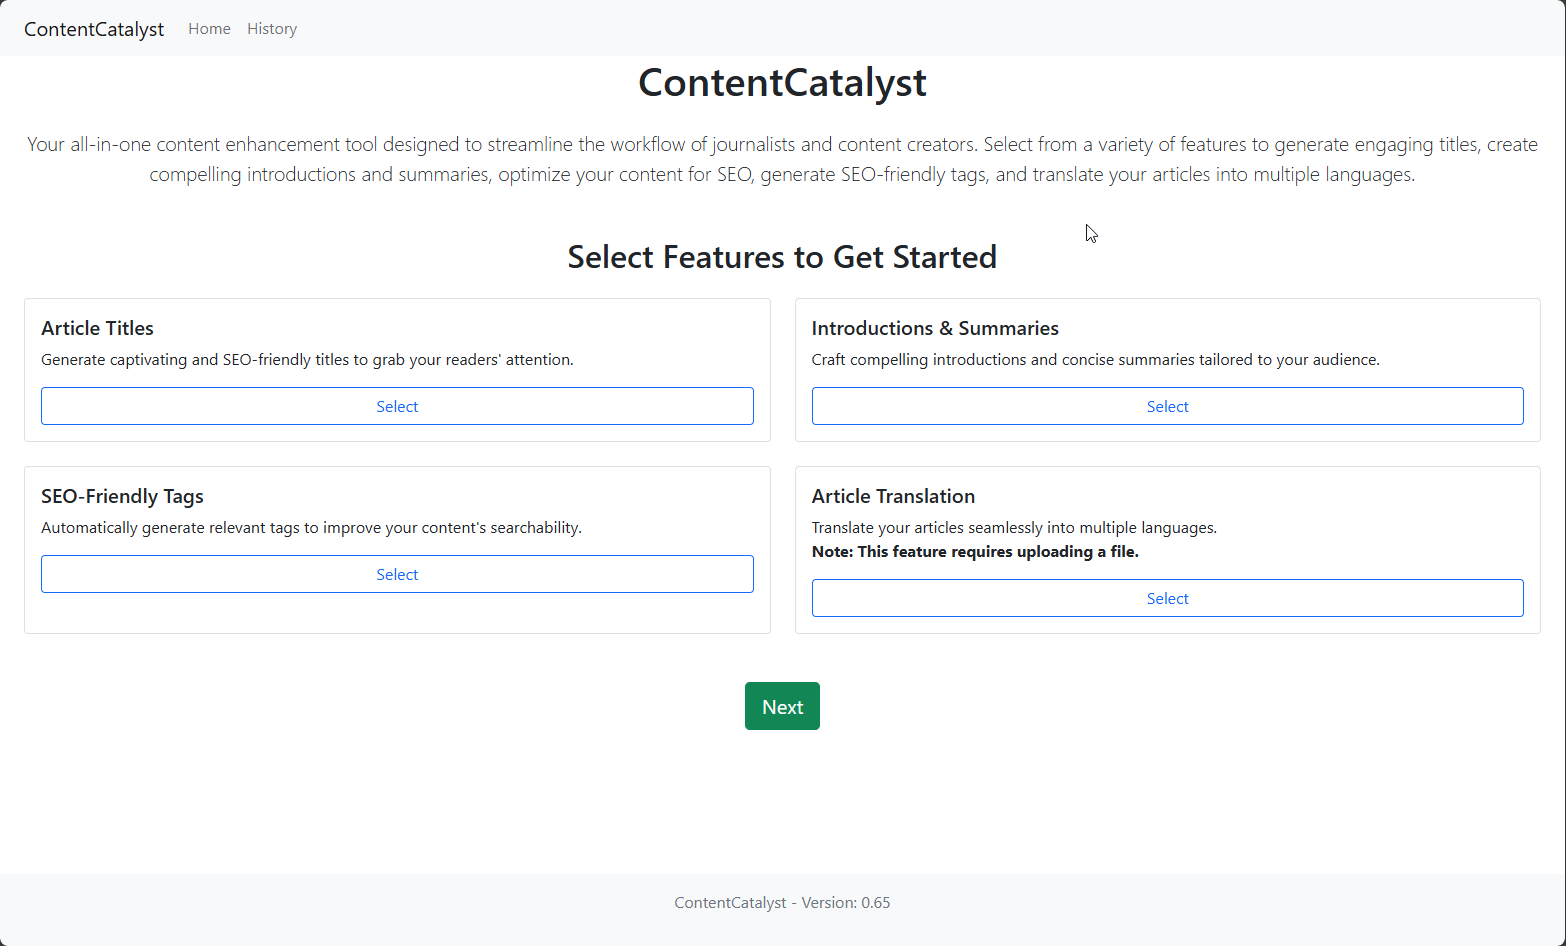 ContentCatalyst Home History
ContentCatalyst
Your all-in-one content enhancement tool designed to streamline the workflow of journalists and content creators. Select from a variety of features to generate engaging titles, create
compelling introductions and summaries, optimize your content for SEO, generate SEO-friendly tags, and translate your articles into multiple languages.
Select Features to Get Started
Article Titles
Generate captivating and SEO-friendly titles to grab your readers' attention.
Select
Introductions & Summaries
Craft compelling introductions and concise summaries tailored to your audience.
Select
SEO-Friendly Tags
Automatically generate relevant tags to improve your content's searchability.
Select
Article Translation
Translate your articles seamlessly into multiple languages.
Note: This feature requires uploading a file.
Select
Next
ContentCatalyst - Version: 0.65